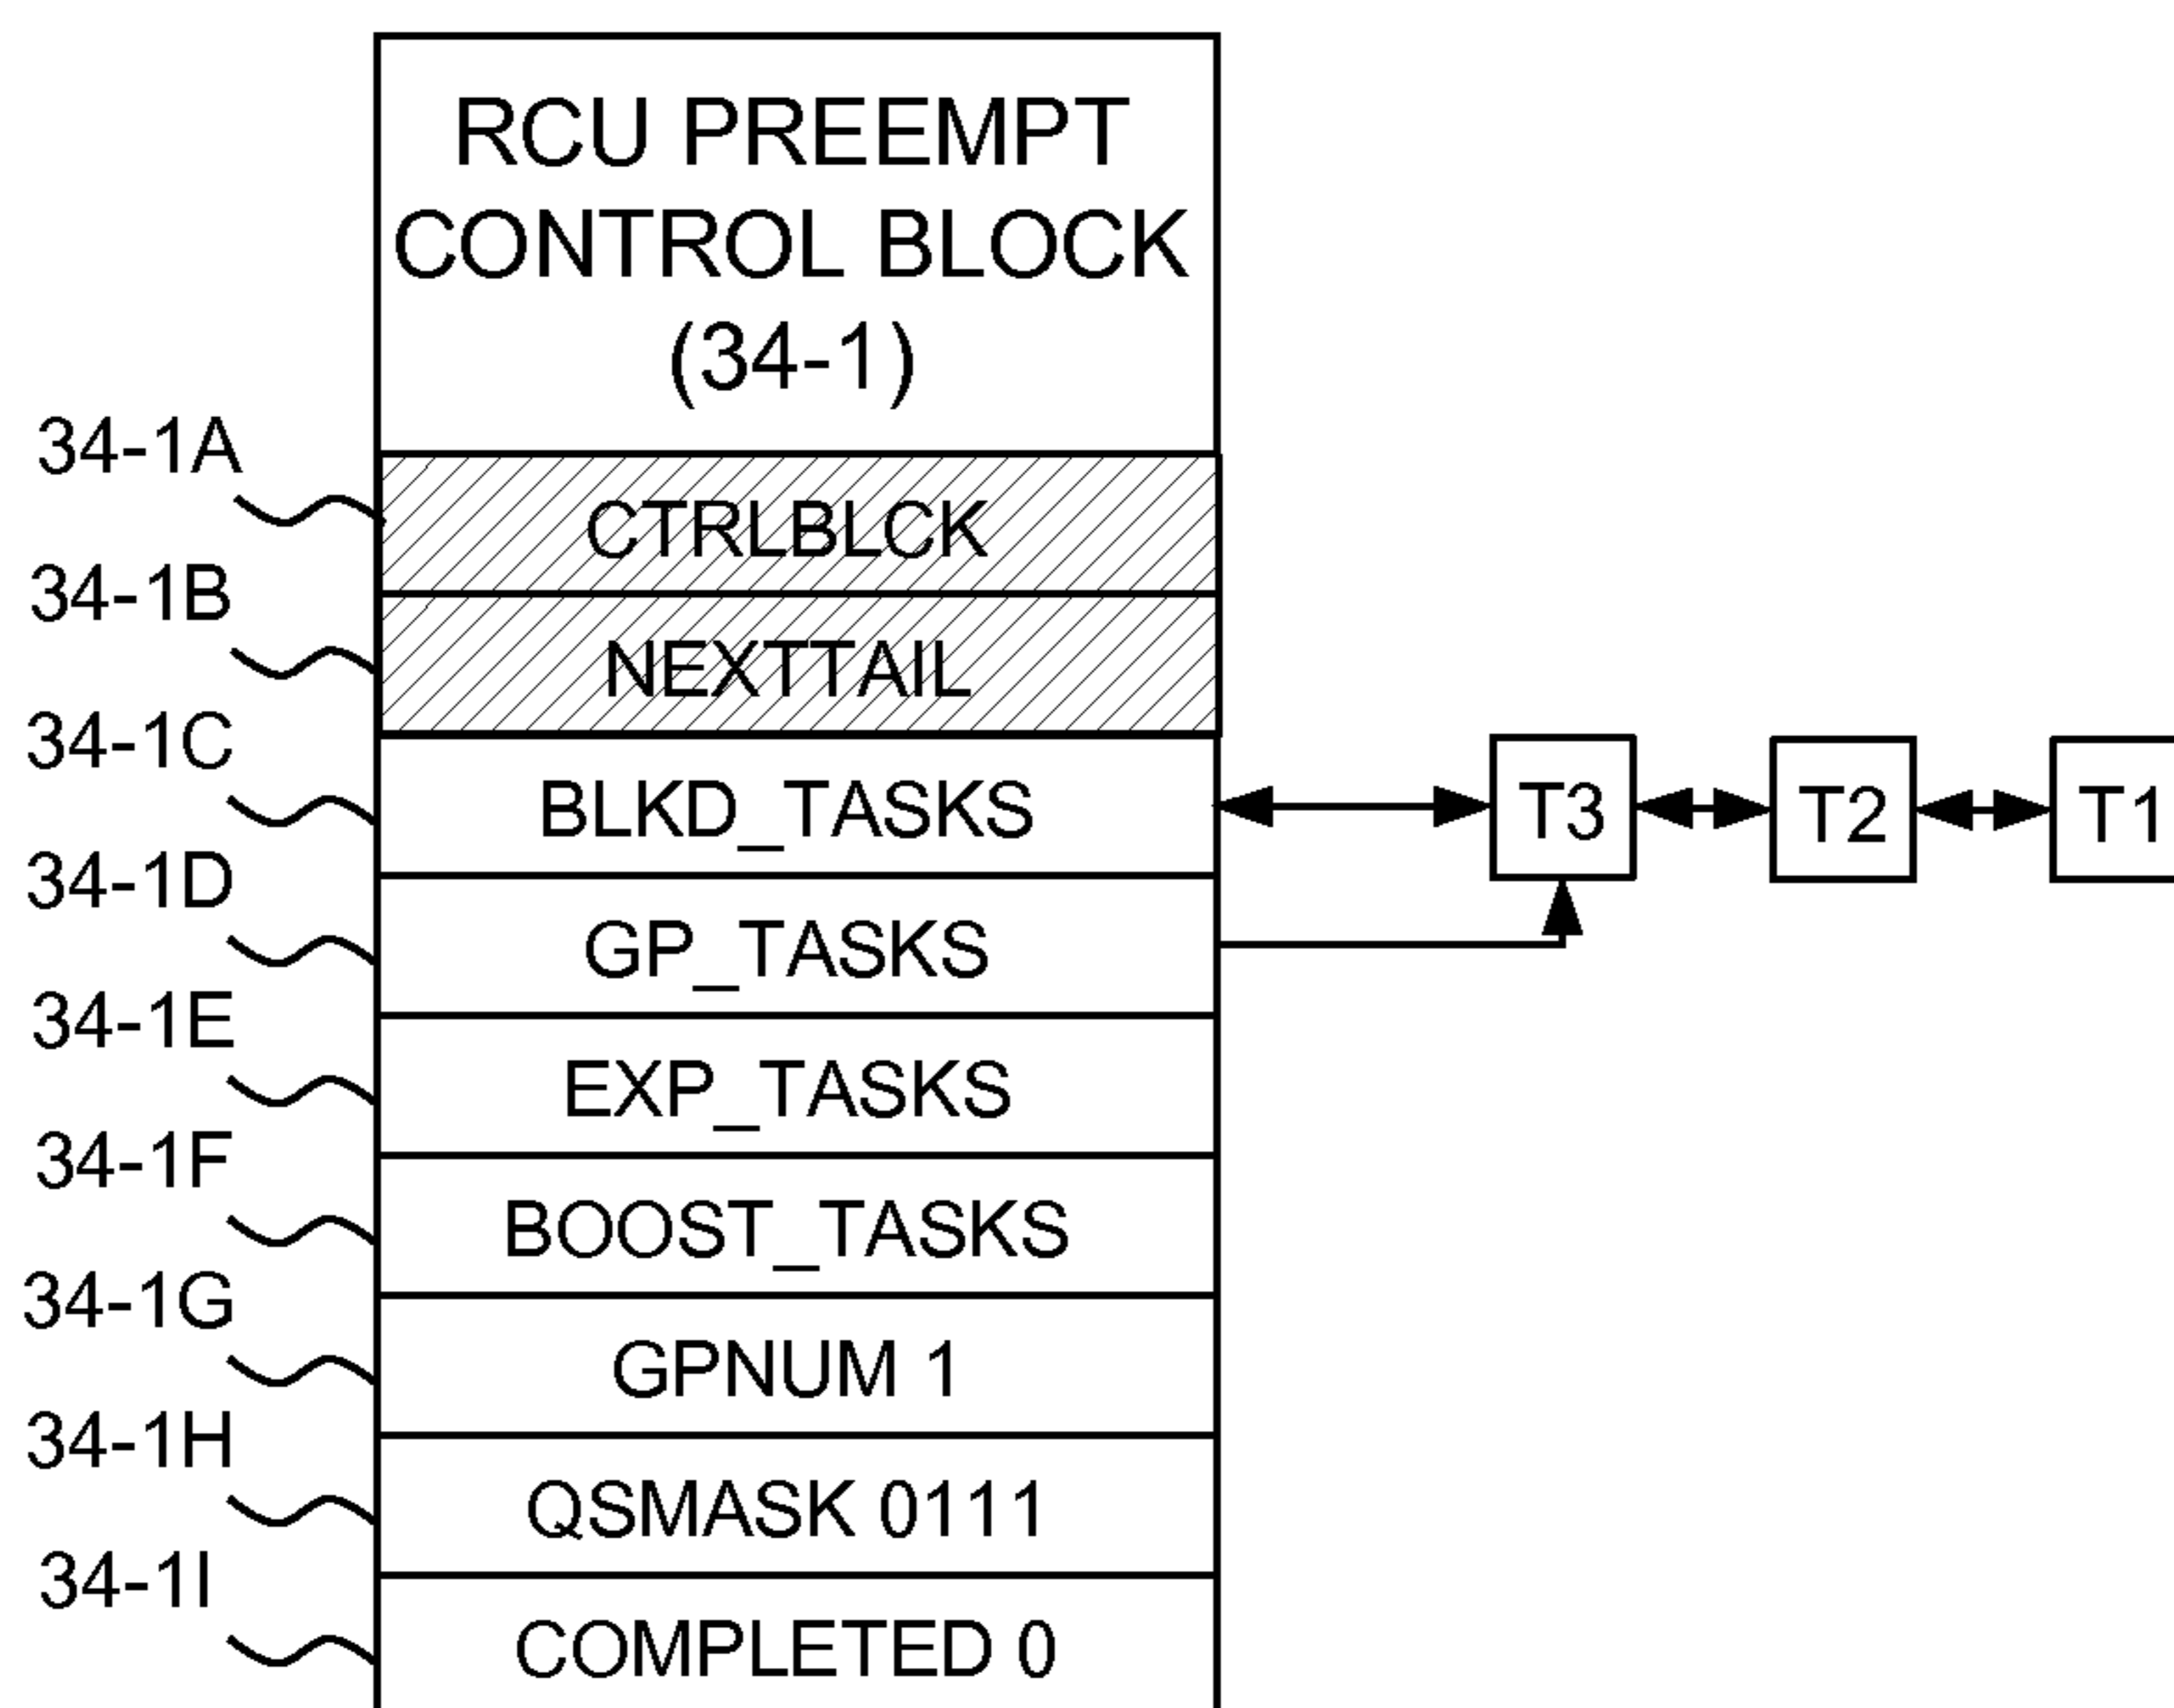 RCU PREEMPT
CONTROL BLOCK
(34-1)
34-1A
CTRLBLCK
34-1B
NEXTTAIL
34-1C
BLKD_TASKS
T3
T2
T1
34-1D
GP_TASKS
34-1E
EXP_TASKS
34-1F
BOOST_TASKS
34-1G
GPNUM 1
34-1H
QSMASK 0111
34-1I
COMPLETED 0